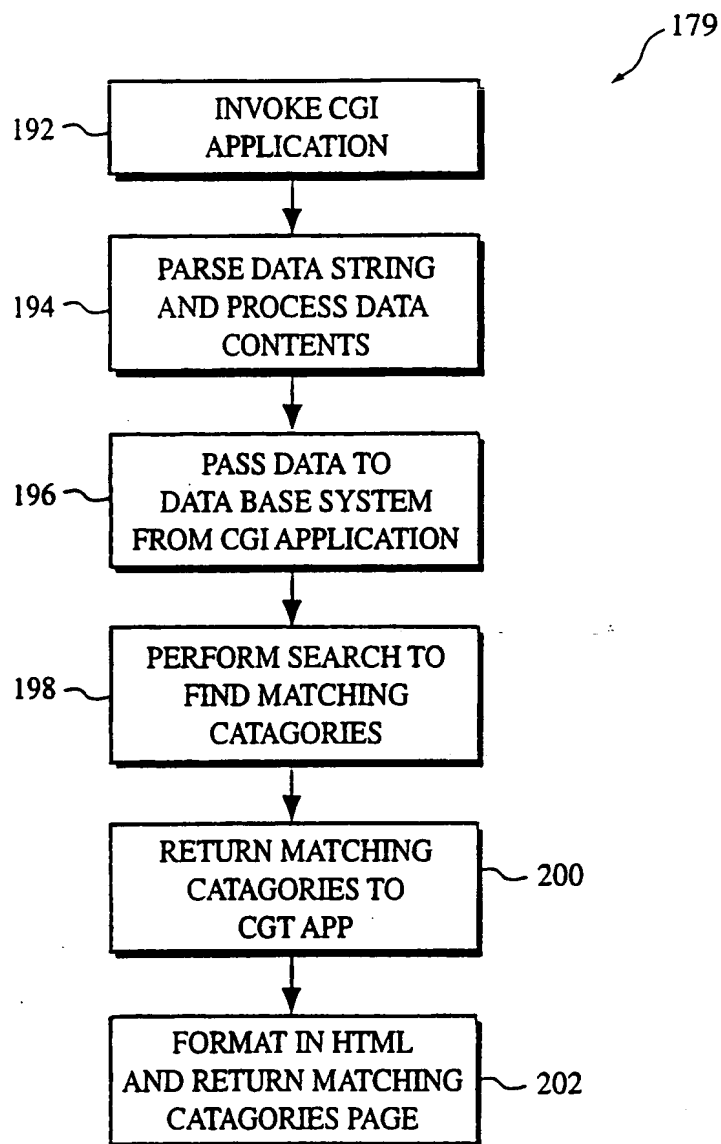 179
192
INVOKE CGI
APPLICATION
194
PARSE DATA STRING
AND PROCESS DATA
CONTENTS
196
PASS DATA TO
DATA BASE SYSTEM
FROM CGI APPLICATION
198
PERFORM SEARCH TO
FIND MATCHING
CATAGORIES
RETURN MATCHING
CATAGORIES TO
CGT APP
200
FORMAT IN HTML
AND RETURN MATCHING
CATAGORIES PAGE
202